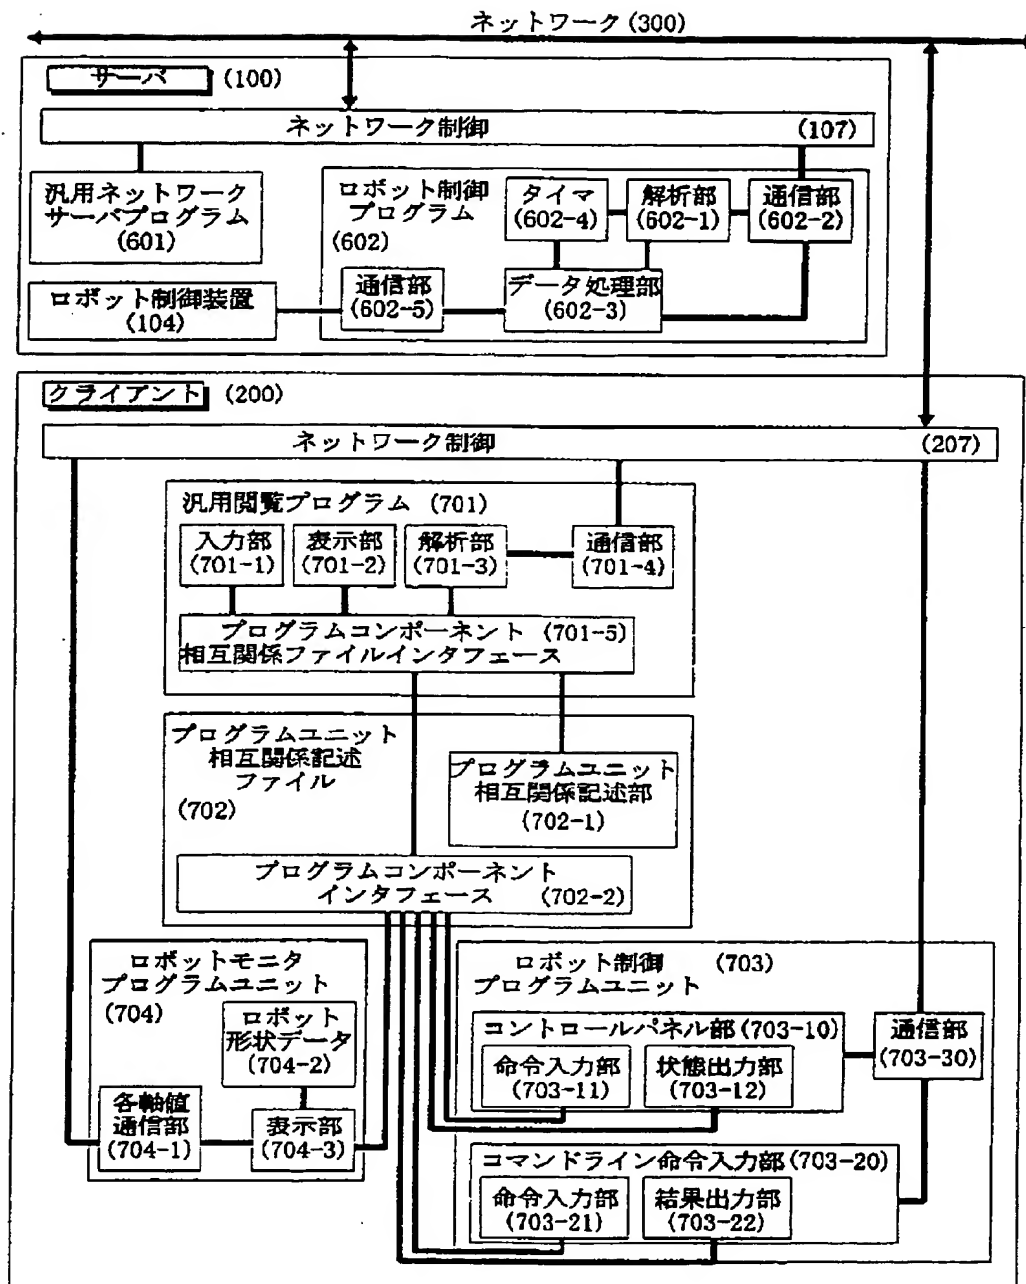 ネットワーク(300)
サーバ (100)
ネットワーク制御 (107)
汎用ネットワーク
サーバプログラム
(601)
ロボット制御
プログラム
(602)
タイマ
(602-4)
解析部
(602-1)
通信部
(602-2)
ロボット制御装置
(104)
通信部
(602-5)
データ処理部
(602-3)
クライアント (200)
ネットワーク制御 (207)
汎用閲覧プログラム (701)
入力部
(701-1)
表示部
(701-2)
解析部
(701-3)
通信部
(701-4)
プログラムコンポーネント (701-5)
相互関係ファイルインタフェース
プログラムユニット
相互関係記述
ファイル
(702)
プログラムユニット
相互関係記述部
(702-1)
プログラムコンポーネント
インタフェース (702-2)
ロボットモニタ
プログラムユニット
(704)
ロボット
形状データ
(704-2)
各軸値
通信部
(704-1)
表示部
(704-3)
ロボット制御 (703)
プログラムユニット
コントロールパネル部(703-10)
命令入力部
(703-11)
状態出力部
(703-12)
通信部
(703-30)
コマンドライン命令入力部(703-20)
命令入力部
(703-21)
結果出力部
(703-22)